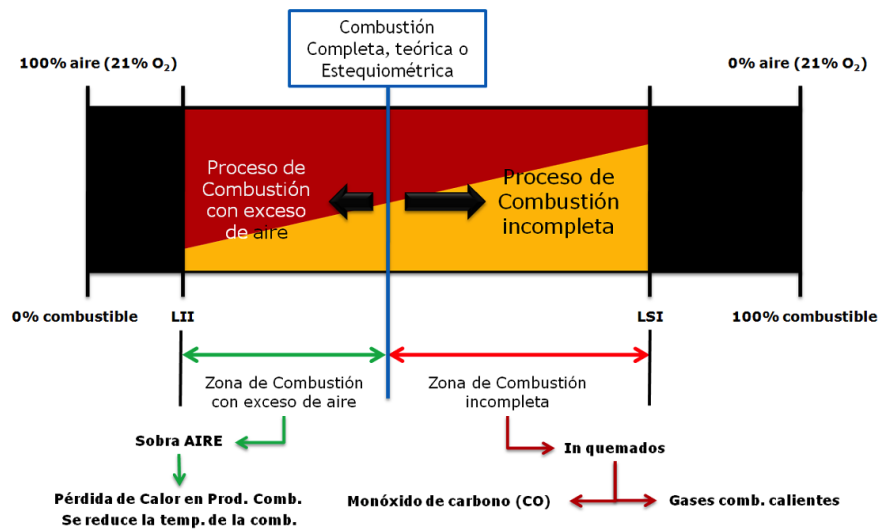 Combustión
Completa, teórica o
Estequiométrica
100% aire (21% O₂)
0% aire (21% O₂)
Proceso de
Combustión
con exceso
de aire
Proceso de
Combustión
incompleta
0% combustible
LII
LSI
100% combustible
Zona de Combustión
con exceso de aire
Zona de Combustión
incompleta
Sobra AIRE
In quemados
Pérdida de Calor en Prod. Comb.
Se reduce la temp. de la comb.
Monóxido de carbono (CO)
Gases comb. calientes